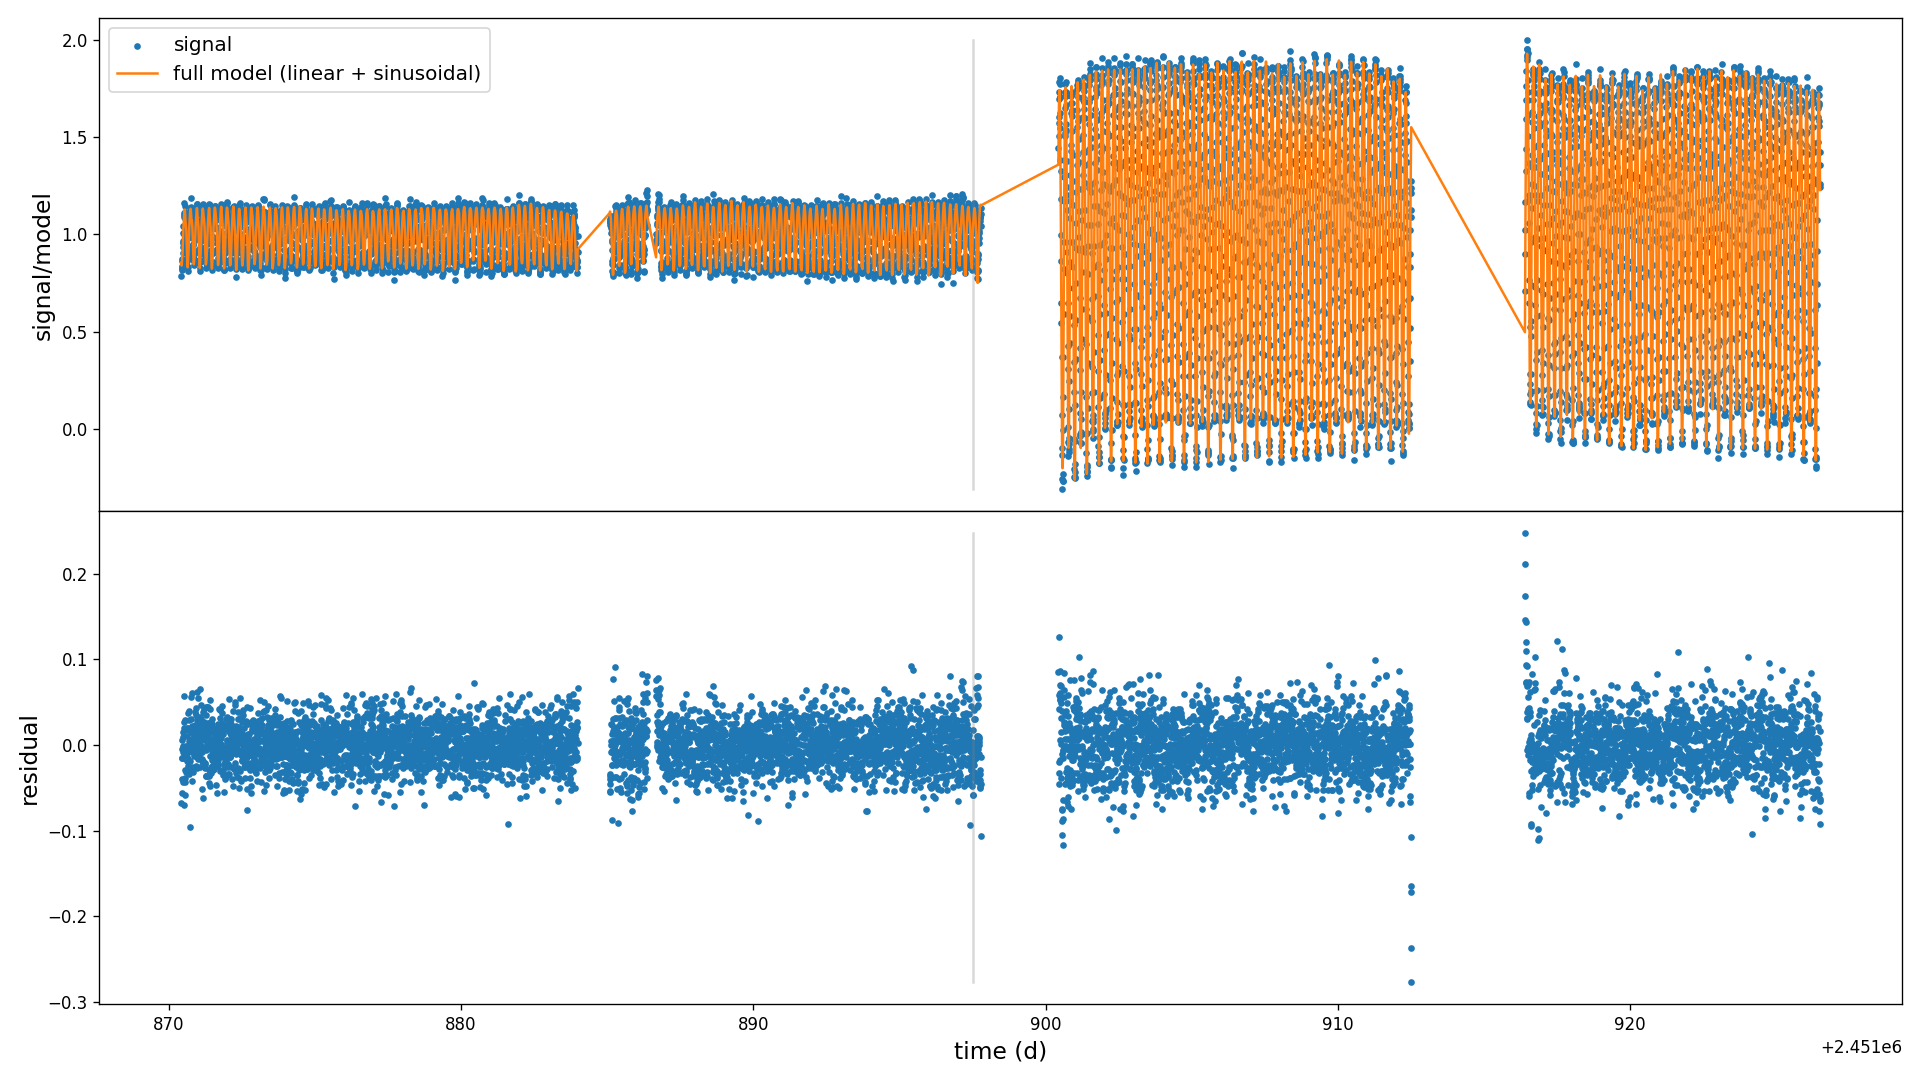 signal
full model (linear + sinusoidal)
signal/model
2.0
1.5
1.0
0.5
0.0
residual
0.2
0.1
0.0
−0.1
−0.2
−0.3
870 880 890 900 910 920
time (d)
+2.451e6